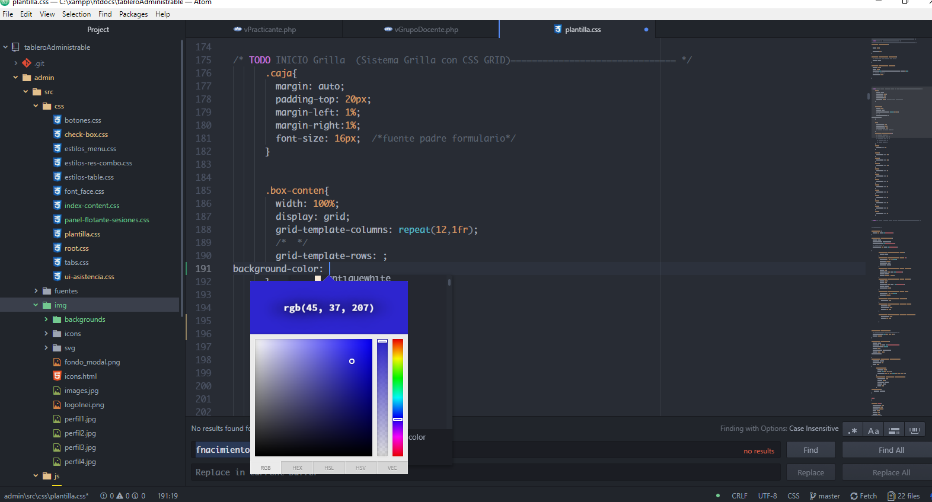 plantilla.css — C:\xampp\htdocs\tableroAdministrable — Atom
File Edit View Selection Find Packages Help
Project
vPracticante.php
vGrupoDocente.php
plantilla.css
tableroAdministrable
.git
admin
src
css
botones.css
check-box.css
estilos_menu.css
estilos-res-combo.css
estilos-table.css
font_face.css
index-content.css
panel-flotante-sesiones.css
plantilla.css
root.css
tabs.css
ui-asistencia.css
fuentes
img
backgrounds
icons
svg
fondo_modal.png
icons.html
images.jpg
logoInei.png
perfil1.jpg
perfil2.jpg
perfil3.jpg
perfil4.jpg
js
174
175 /* TODO INICIO Grilla (Sistema Grilla con CSS GRID)================================== */
176 .caja{
177 margin: auto;
178 padding-top: 20px;
179 margin-left: 1%;
180 margin-right:1%;
181 font-size: 16px; /*fuente padre formulario*/
182 }
183
184
185 .box-conten{
186 width: 100%;
187 display: grid;
188 grid-template-columns: repeat(12,1fr);
189 /* */
190 grid-template-rows: ;
191 background-color:
192 }
193
194
195
196
197
198
199
200
201
202
antiquewhite
rgb(45, 37, 207)
RGB HEX HSL HSV VEC
color
No results found fo
Finding with Options: Case Insensitive
.* Aa
fnacimiento
no results
Find Find All
Replace in
Replace Replace All
admin\src\css\plantilla.css* 0 0 0 191:19
CRLF UTF-8 CSS master Fetch 22 files